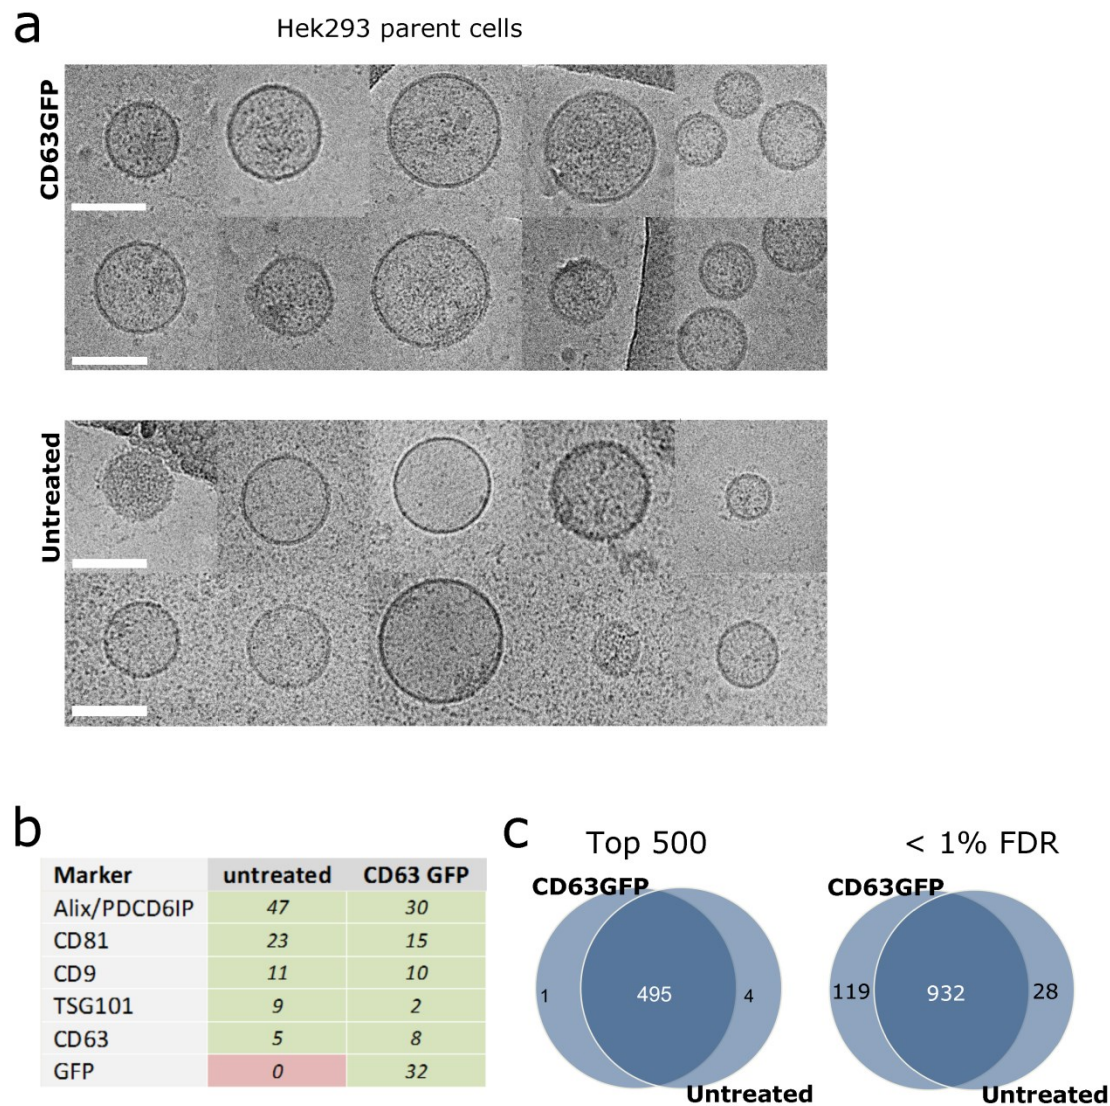 a
Hek293 parent cells
CD63GFP
Untreated
b
Marker untreated CD63 GFP
Alix/PDCD6IP 47 30
CD81 23 15
CD9 11 10
TSG101 9 2
CD63 5 8
GFP 0 32
c
Top 500
CD63GFP
1 495 4
Untreated
< 1% FDR
CD63GFP
119 932 28
Untreated